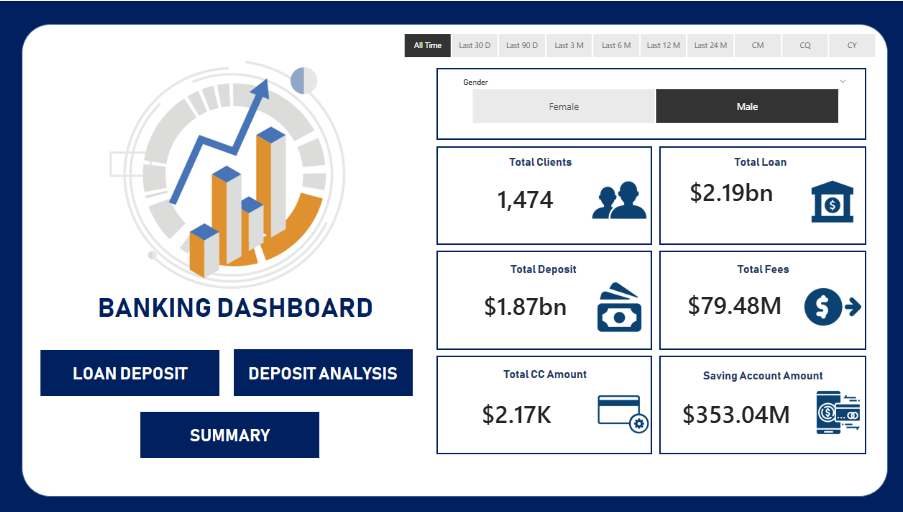 All Time Last 30 D Last 90 D Last 3 M Last 6 M Last 12 M Last 24 M CM CQ CY
Gender
Female Male
Total Clients
1,474
Total Loan
$2.19bn
$
Total Deposit
$1.87bn
Total Fees
$79.48M
$
Total CC Amount
$2.17K
Saving Account Amount
$353.04M
$
BANKING DASHBOARD
LOAN DEPOSIT
DEPOSIT ANALYSIS
SUMMARY